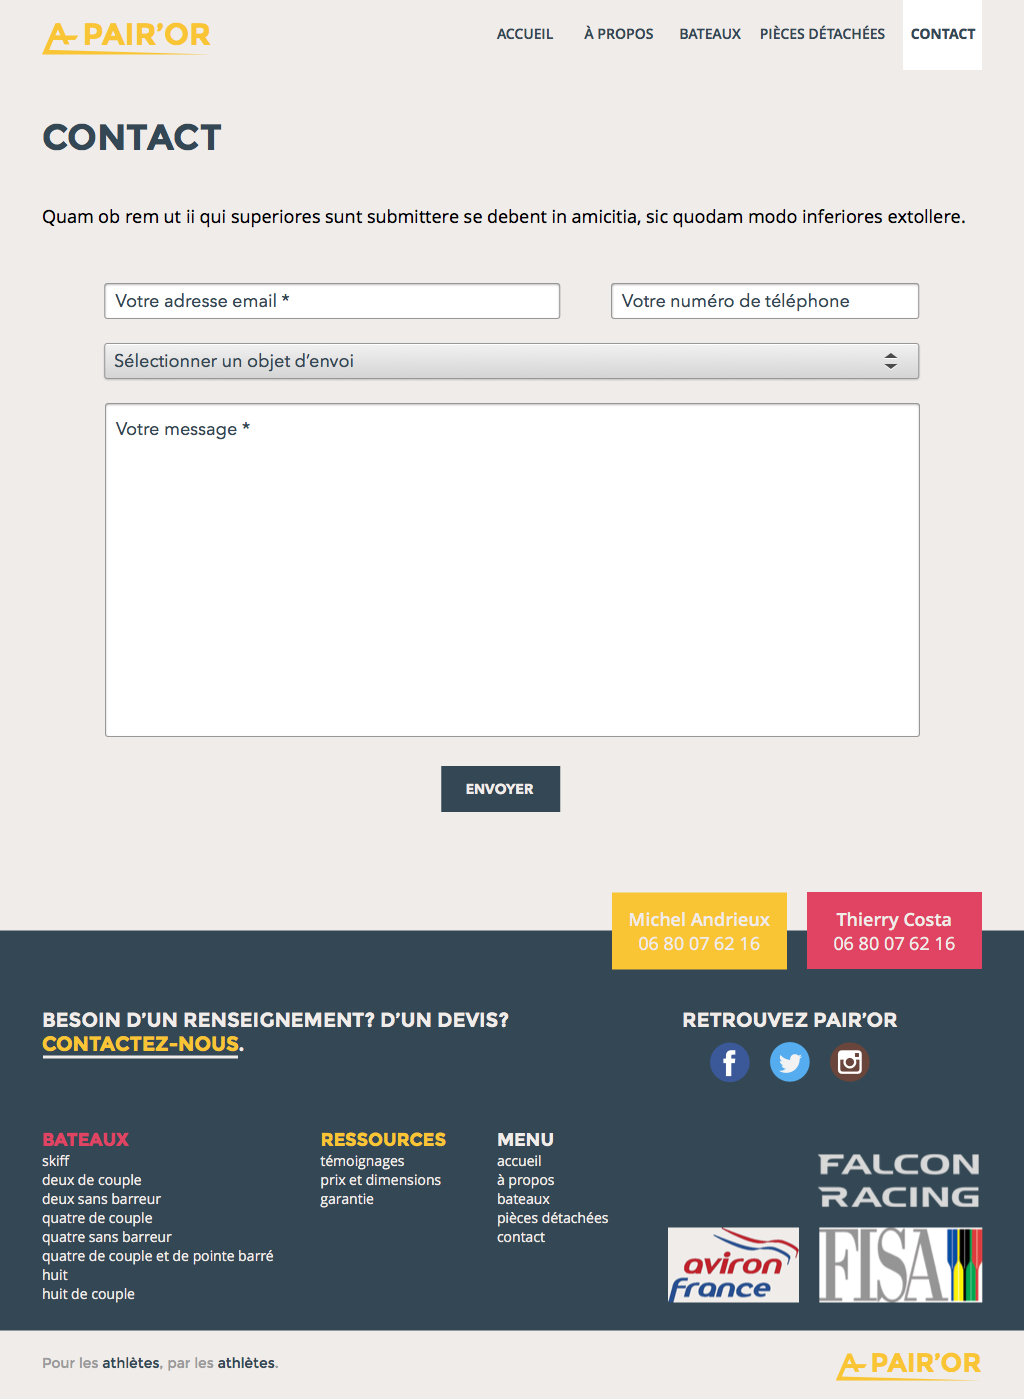 A PAIR'OR
ACCUEIL
À PROPOS
BATEAUX
PIÈCES DÉTACHÉES
CONTACT
CONTACT
Quam ob rem ut ii qui superiores sunt submittere se debent in amicitia, sic quodam modo inferiores extollere.
Votre adresse email *
Votre numéro de téléphone
Sélectionner un objet d’envoi
Votre message *
ENVOYER
Michel Andrieux
06 80 07 62 16
Thierry Costa
06 80 07 62 16
BESOIN D’UN RENSEIGNEMENT? D’UN DEVIS?
CONTACTEZ-NOUS.
RETROUVEZ PAIR’OR
BATEAUX
skiff
deux de couple
deux sans barreur
quatre de couple
quatre sans barreur
quatre de couple et de pointe barré
huit
huit de couple
RESSOURCES
témoignages
prix et dimensions
garantie
MENU
accueil
à propos
bateaux
pièces détachées
contact
FALCON
RACING
aviron
france
FISA
Pour les athlètes, par les athlètes.
A PAIR'OR